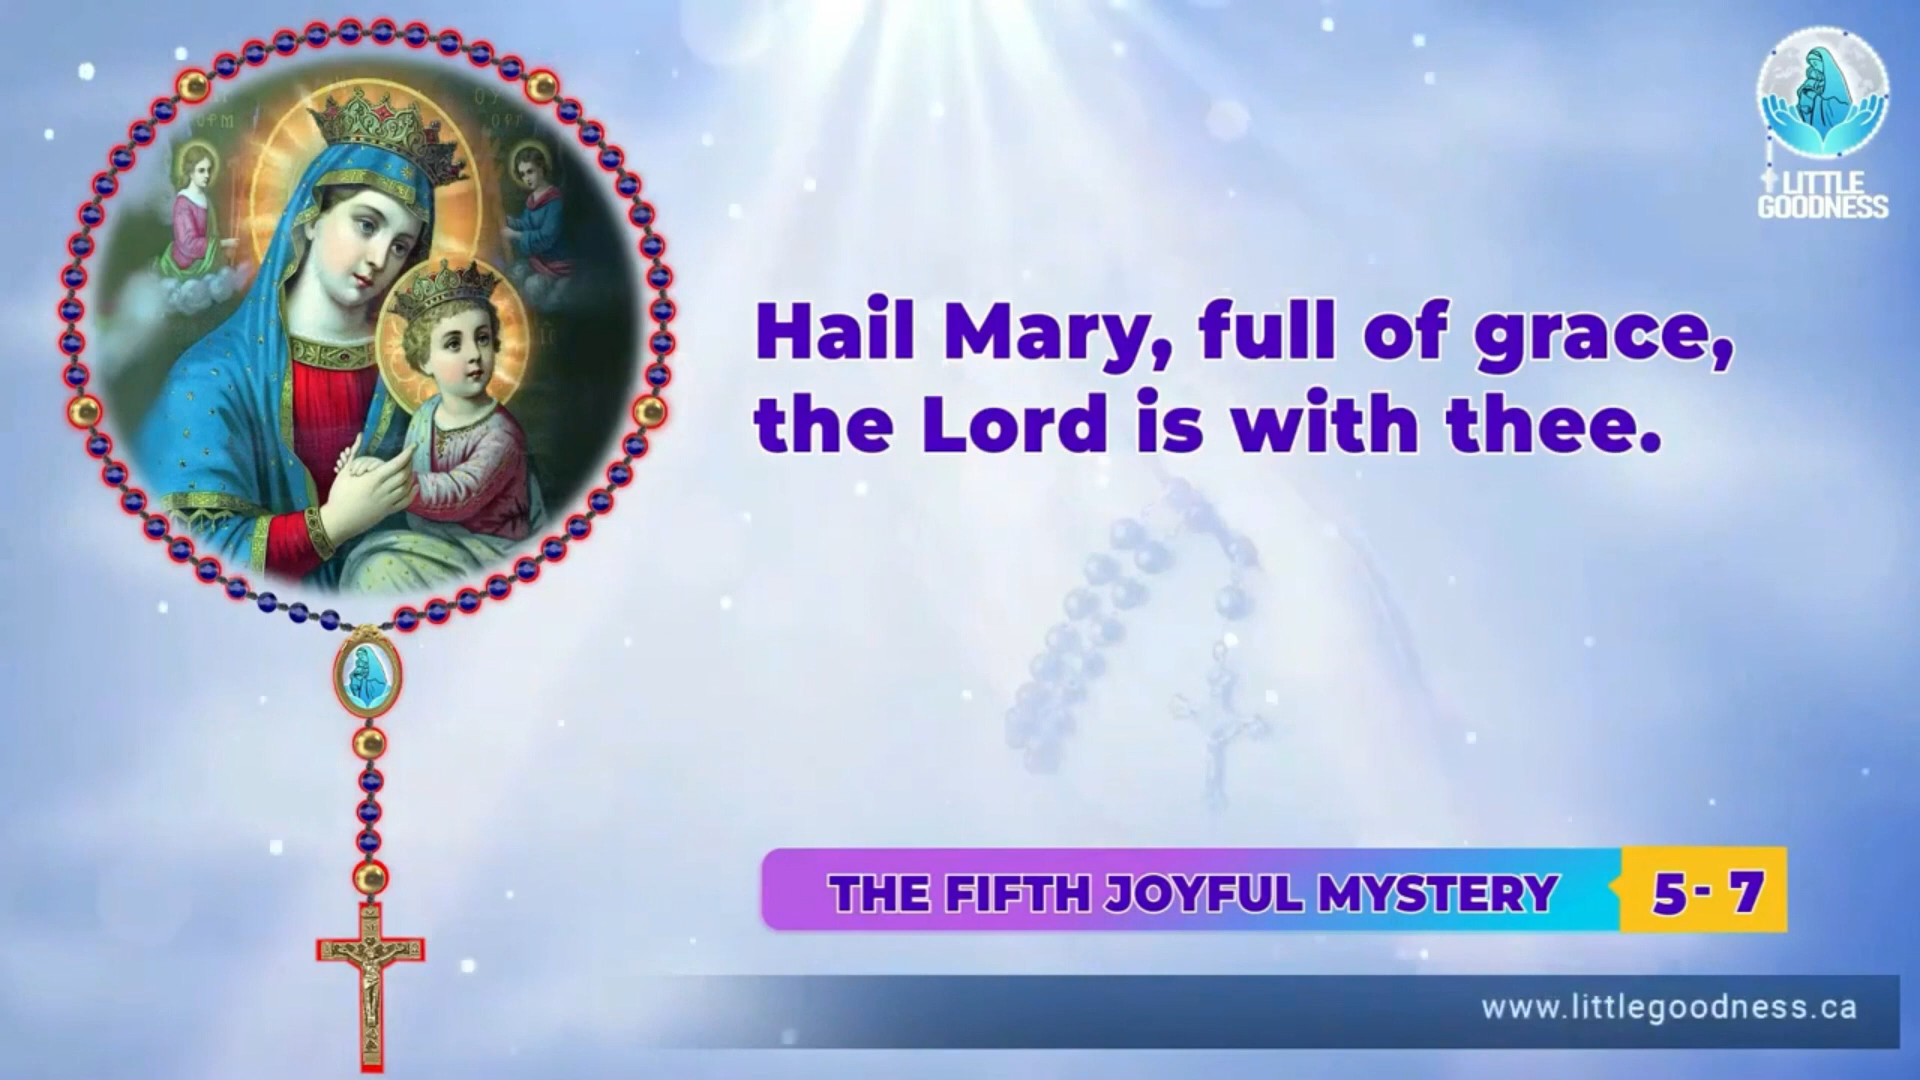 LITTLE
GOODNESS
Hail Mary, full of grace,
the Lord is with thee.
THE FIFTH JOYFUL MYSTERY 5- 7
www.littlegoodness.ca